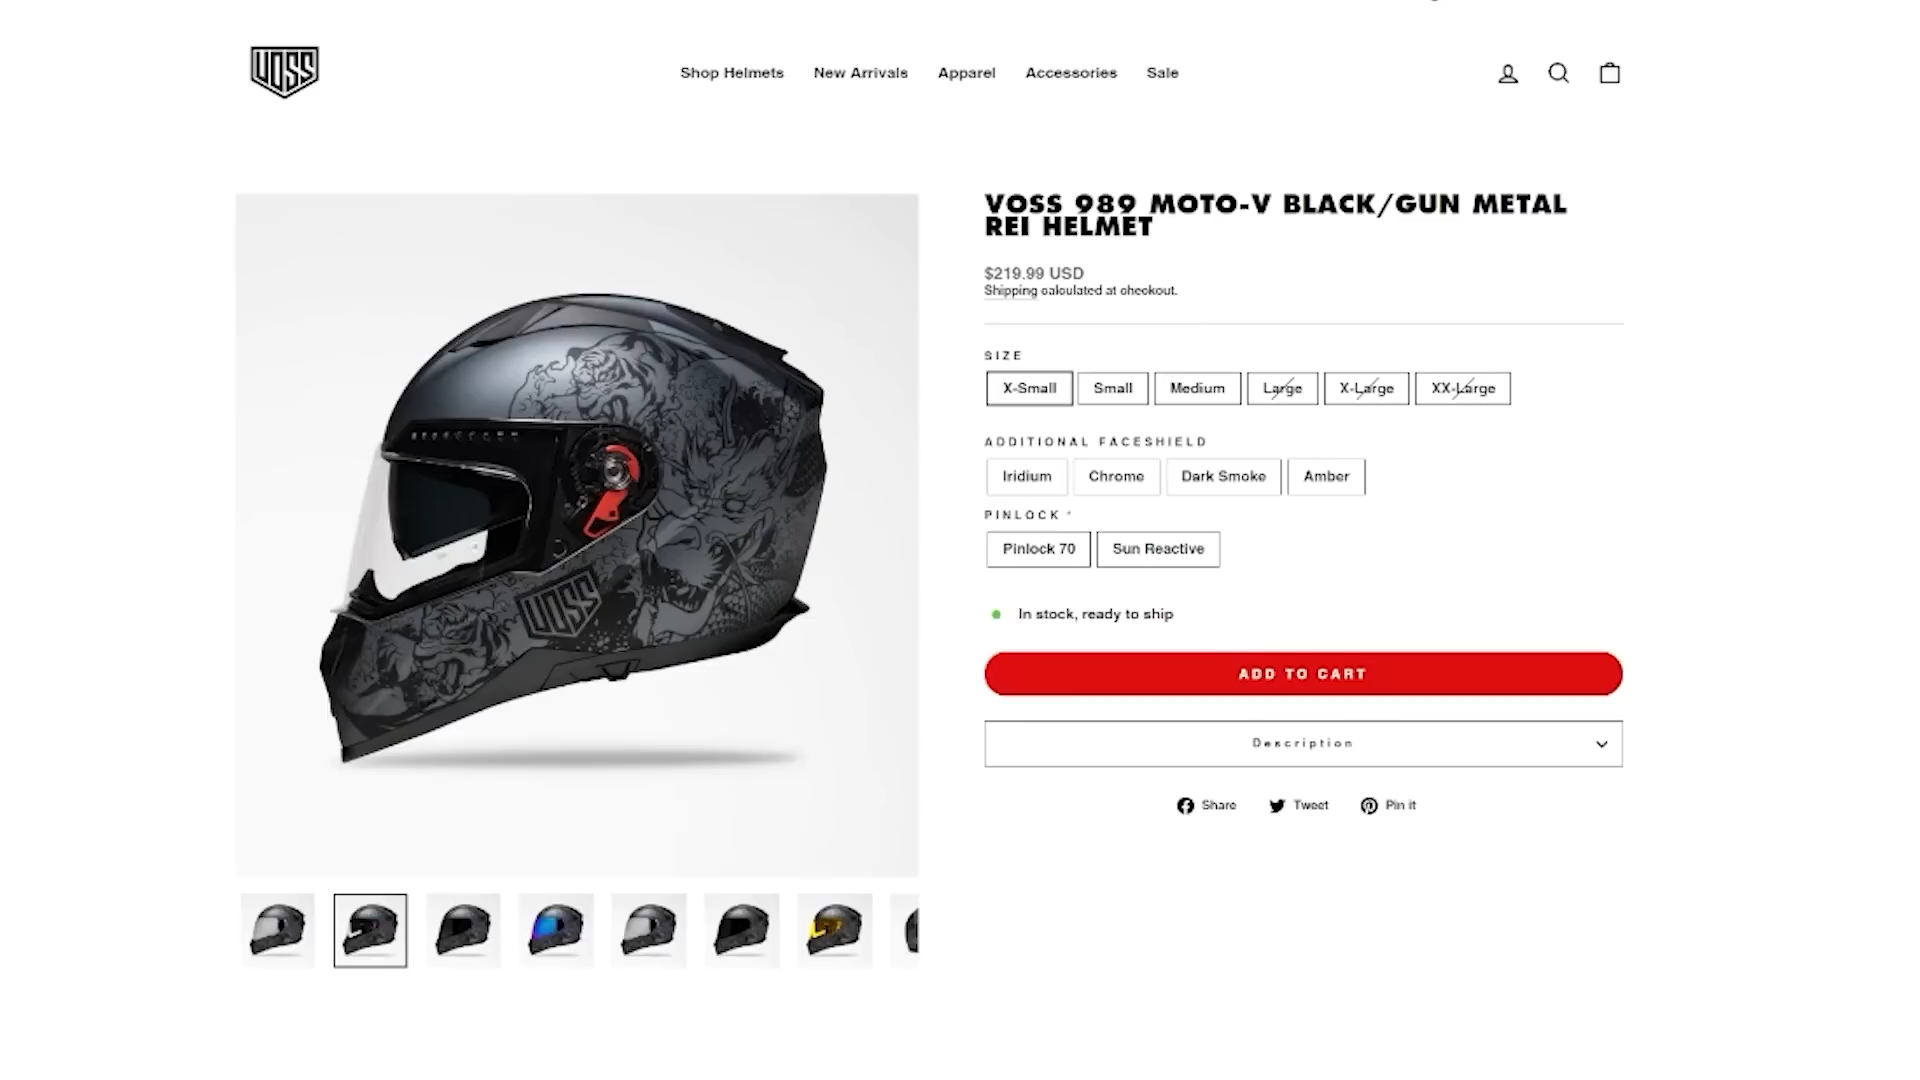 VOSS
Shop Helmets New Arrivals Apparel Accessories Sale
VOSS 989 MOTO-V BLACK/GUN METAL
REI HELMET
$219.99 USD
Shipping calculated at checkout.
SIZE
X-Small Small Medium Large X-Large XX-Large
ADDITIONAL FACESHIELD
Iridium Chrome Dark Smoke Amber
PINLOCK *
Pinlock 70 Sun Reactive
In stock, ready to ship
ADD TO CART
Description
Share Tweet Pin it
VOSS